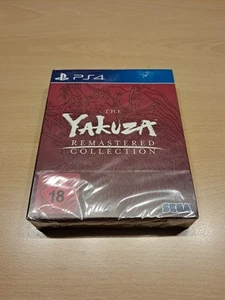 PS4
THE
YAKUZA
REMASTERED
COLLECTION
18
SEGA